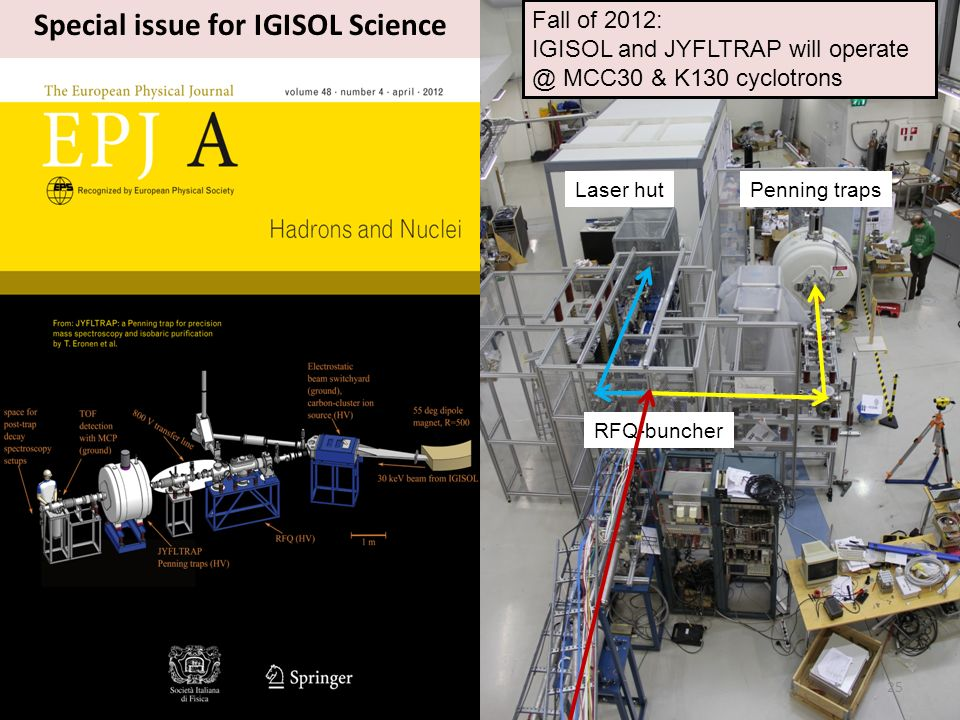 Special issue for IGISOL Science
The European Physical Journal
volume 48 · number 4 · april · 2012
EPJ A
EPS
Recognized by European Physical Society
Hadrons and Nuclei
From: JYFLTRAP: a Penning trap for precision
mass spectroscopy and isobaric purification
by T. Eronen et al.
space for
post-trap
decay
spectroscopy
setups
TOF
detection
with MCP
(ground)
800 V transfer line
Electrostatic
beam switchyard
(ground),
carbon-cluster ion
source (HV)
55 deg dipole
magnet, R=500
30 keV beam from IGISOL
RFQ (HV)
1 m
JYFLTRAP
Penning traps (HV)
Società Italiana
di Fisica
Springer
Fall of 2012:
IGISOL and JYFLTRAP will operate
@ MCC30 & K130 cyclotrons
Laser hut
Penning traps
RFQ-buncher
25